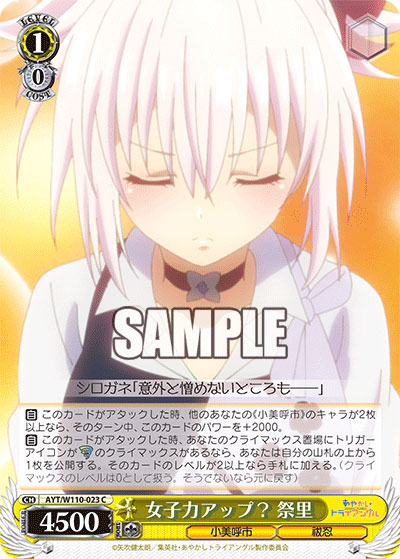 LEVEL
1
0
COST
SAMPLE
シロガネ「意外と憎めないところも――」
自 このカードがアタックした時、他のあなたの《小美呼市》のキャラが2枚
以上なら、そのターン中、このカードのパワーを+2000。
自 このカードがアタックした時、あなたのクライマックス置場にトリガー
アイコンが のクライマックスがあるなら、あなたは自分の山札の上から
1枚を公開する。そのカードのレベルが2以上なら手札に加える。（クライマックス
のレベルは0として扱う。そうでないなら元に戻す）
CH AYT/W110-023 C
4500
女子力アップ? 祭里
小美呼市 祓忍
あやかしトライアングル
©矢吹健太朗／集英社・あやかしトライアングル製作委員会